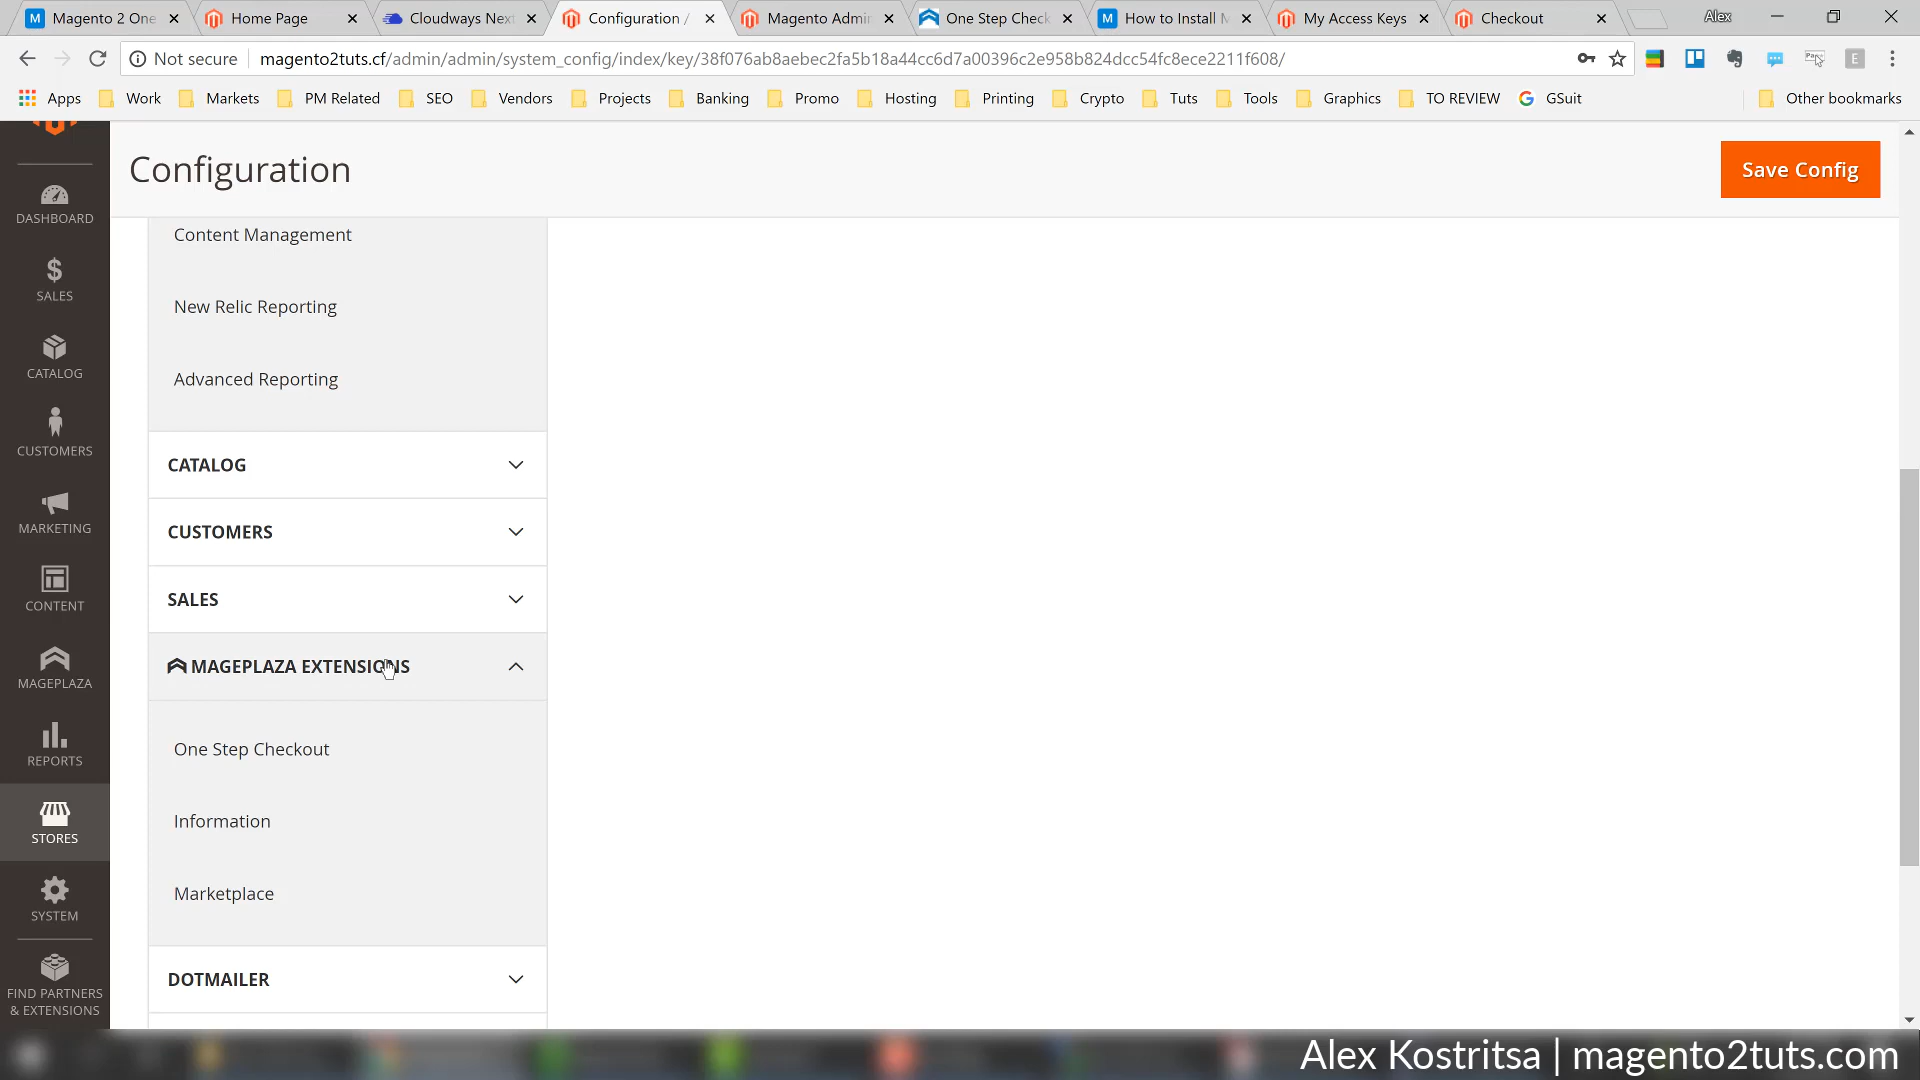 Magento 2 One
Home Page
Cloudways Nex
Configuration /
Magento Admi
One Step Check
How to Install M
My Access Keys
Checkout
Alex
Not secure
magento2tuts.cf/admin/admin/system_config/index/key/38f076ab8aebec2fa5b18a44cc6d7a00396c2e958b824dcc54fc8ece2211f608/
Apps
Work
Markets
PM Related
SEO
Vendors
Projects
Banking
Promo
Hosting
Printing
Crypto
Tuts
Tools
Graphics
TO REVIEW
GSuit
Other bookmarks
Configuration
Save Config
DASHBOARD
SALES
CATALOG
CUSTOMERS
MARKETING
CONTENT
MAGEPLAZA
REPORTS
STORES
SYSTEM
FIND PARTNERS
& EXTENSIONS
Content Management
New Relic Reporting
Advanced Reporting
CATALOG
CUSTOMERS
SALES
MAGEPLAZA EXTENSIONS
One Step Checkout
Information
Marketplace
DOTMAILER
Alex Kostritsa | magento2tuts.com